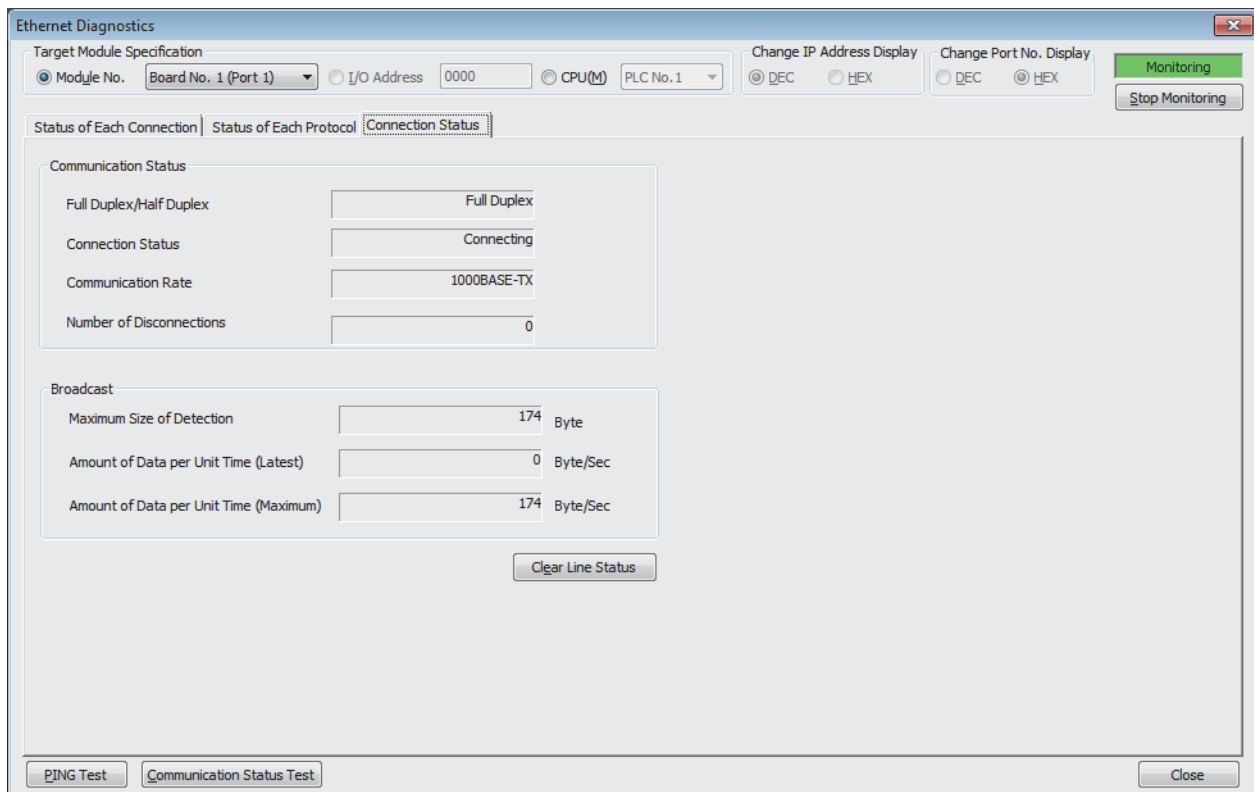 Ethernet Diagnostics
Target Module Specification
Module No. Board No. 1 (Port 1) I/O Address 0000 CPU(M) PLC No.1
Change IP Address Display
DEC HEX
Change Port No. Display
DEC HEX
Monitoring
Stop Monitoring
Status of Each Connection Status of Each Protocol Connection Status
Communication Status
Full Duplex/Half Duplex Full Duplex
Connection Status Connecting
Communication Rate 1000BASE-TX
Number of Disconnections 0
Broadcast
Maximum Size of Detection 174 Byte
Amount of Data per Unit Time (Latest) 0 Byte/Sec
Amount of Data per Unit Time (Maximum) 174 Byte/Sec
Clear Line Status
PING Test Communication Status Test Close